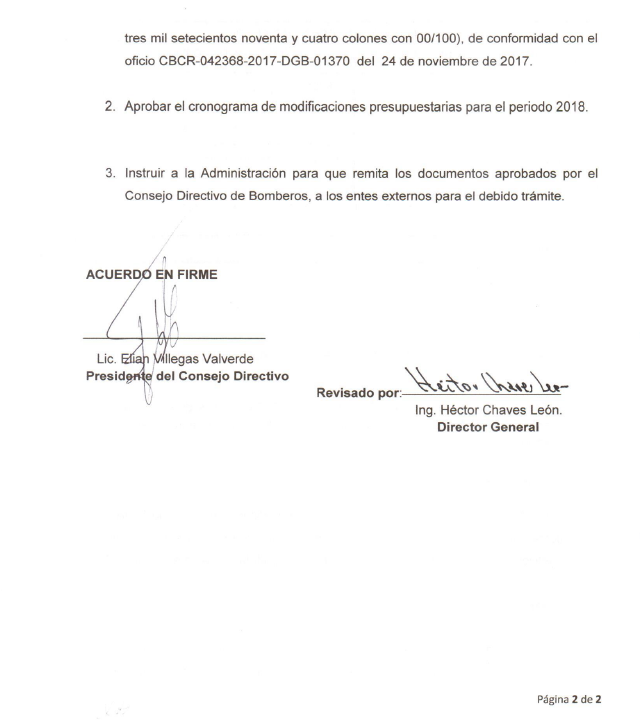 tres mil setecientos noventa y cuatro colones con 00/100), de conformidad con el
oficio CBCR-042368-2017-DGB-01370 del 24 de noviembre de 2017.
2. Aprobar el cronograma de modificaciones presupuestarias para el periodo 2018.
3. Instruir a la Administración para que remita los documentos aprobados por el
Consejo Directivo de Bomberos, a los entes externos para el debido trámite.
ACUERDO EN FIRME
Lic. Elian Villegas Valverde
Presidente del Consejo Directivo
Revisado por: Héctor Chaves León
Ing. Héctor Chaves León.
Director General
Página 2 de 2